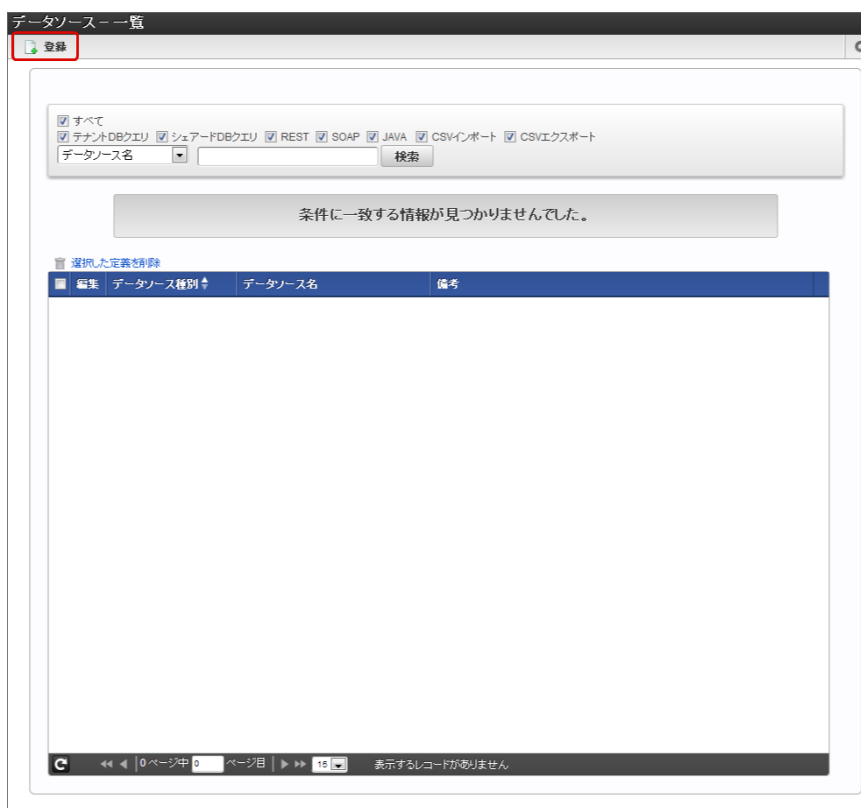 データソース - 一覧
登録
すべて
テナントDBクエリ シェアードDBクエリ REST SOAP JAVA CSVインポート CSVエクスポート
データソース名 検索
条件に一致する情報が見つかりませんでした。
選択した定義を削除
編集 データソース種別 データソース名 備考
0ページ中 0 ページ目 15 表示するレコードがありません